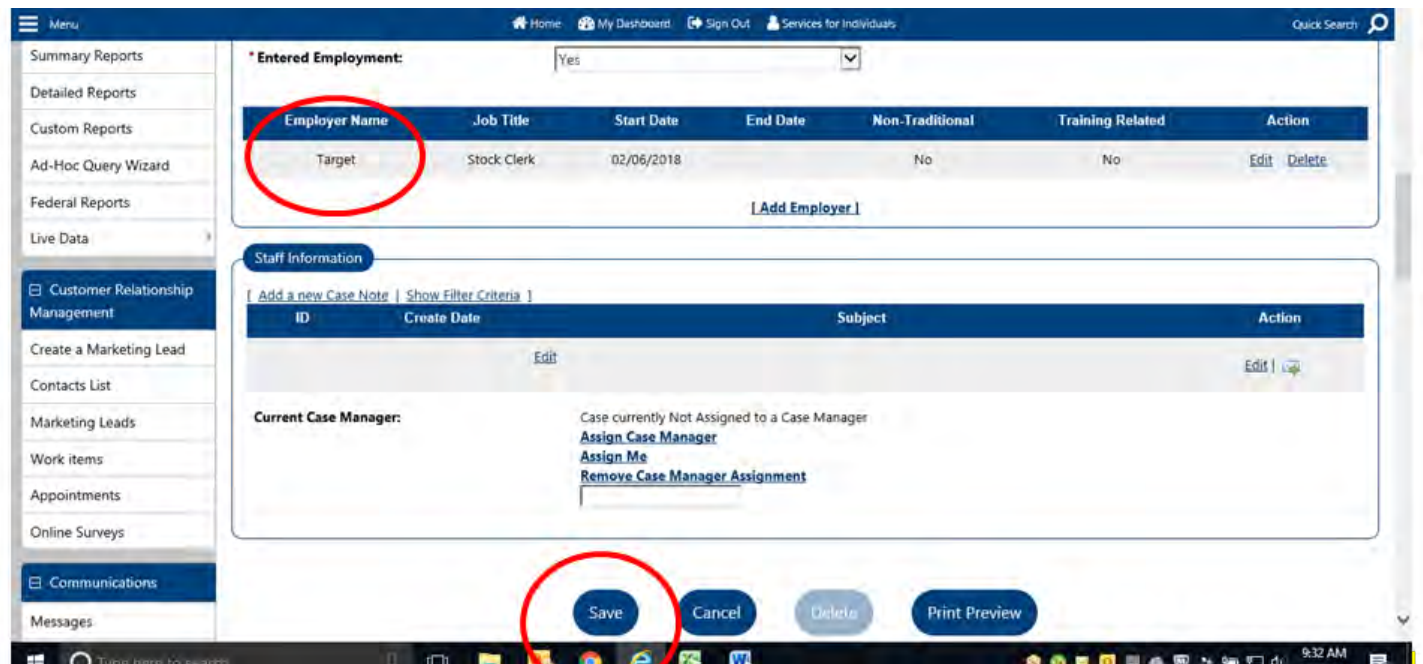 Menu
Home My Dashboard Sign Out Services for Individuals
Quick Search
Summary Reports
Detailed Reports
Custom Reports
Ad-Hoc Query Wizard
Federal Reports
Live Data
Customer Relationship
Management
Create a Marketing Lead
Contacts List
Marketing Leads
Work items
Appointments
Online Surveys
Communications
Messages
*Entered Employment: Yes
Employer Name Job Title Start Date End Date Non-Traditional Training Related Action
Target Stock Clerk 02/06/2018 No No Edit Delete
[ Add Employer ]
Staff Information
[ Add a new Case Note | Show Filter Criteria ]
ID Create Date Subject Action
Edit Edit |
Current Case Manager: Case currently Not Assigned to a Case Manager
Assign Case Manager
Assign Me
Remove Case Manager Assignment
Save Cancel Delete Print Preview
Type here to search
9:32 AM